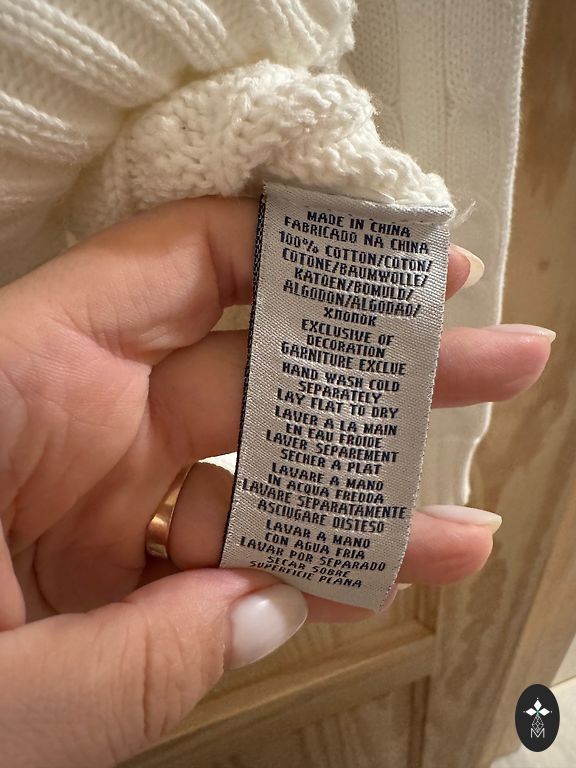 MADE IN CHINA
FABRICADO NA CHINA
100% COTTON/COTON/
COTONE/BAUMWOLLE/
KATOEN/BOMULD/
ALGODON/ALGODAO/
ХЛОПОК
EXCLUSIVE OF
DECORATION
GARNITURE EXCLUE
HAND WASH COLD
SEPARATELY
LAY FLAT TO DRY
LAVER A LA MAIN
EN EAU FROIDE
LAVER SEPAREMENT
SECHER A PLAT
LAVARE A MANO
IN ACQUA FREDDA
LAVARE SEPARATAMENTE
ASCIUGARE DISTESO
LAVAR A MANO
CON AGUA FRIA
LAVAR POR SEPARADO
SECAR SOBRE
SUPERFICIE PLANA
M